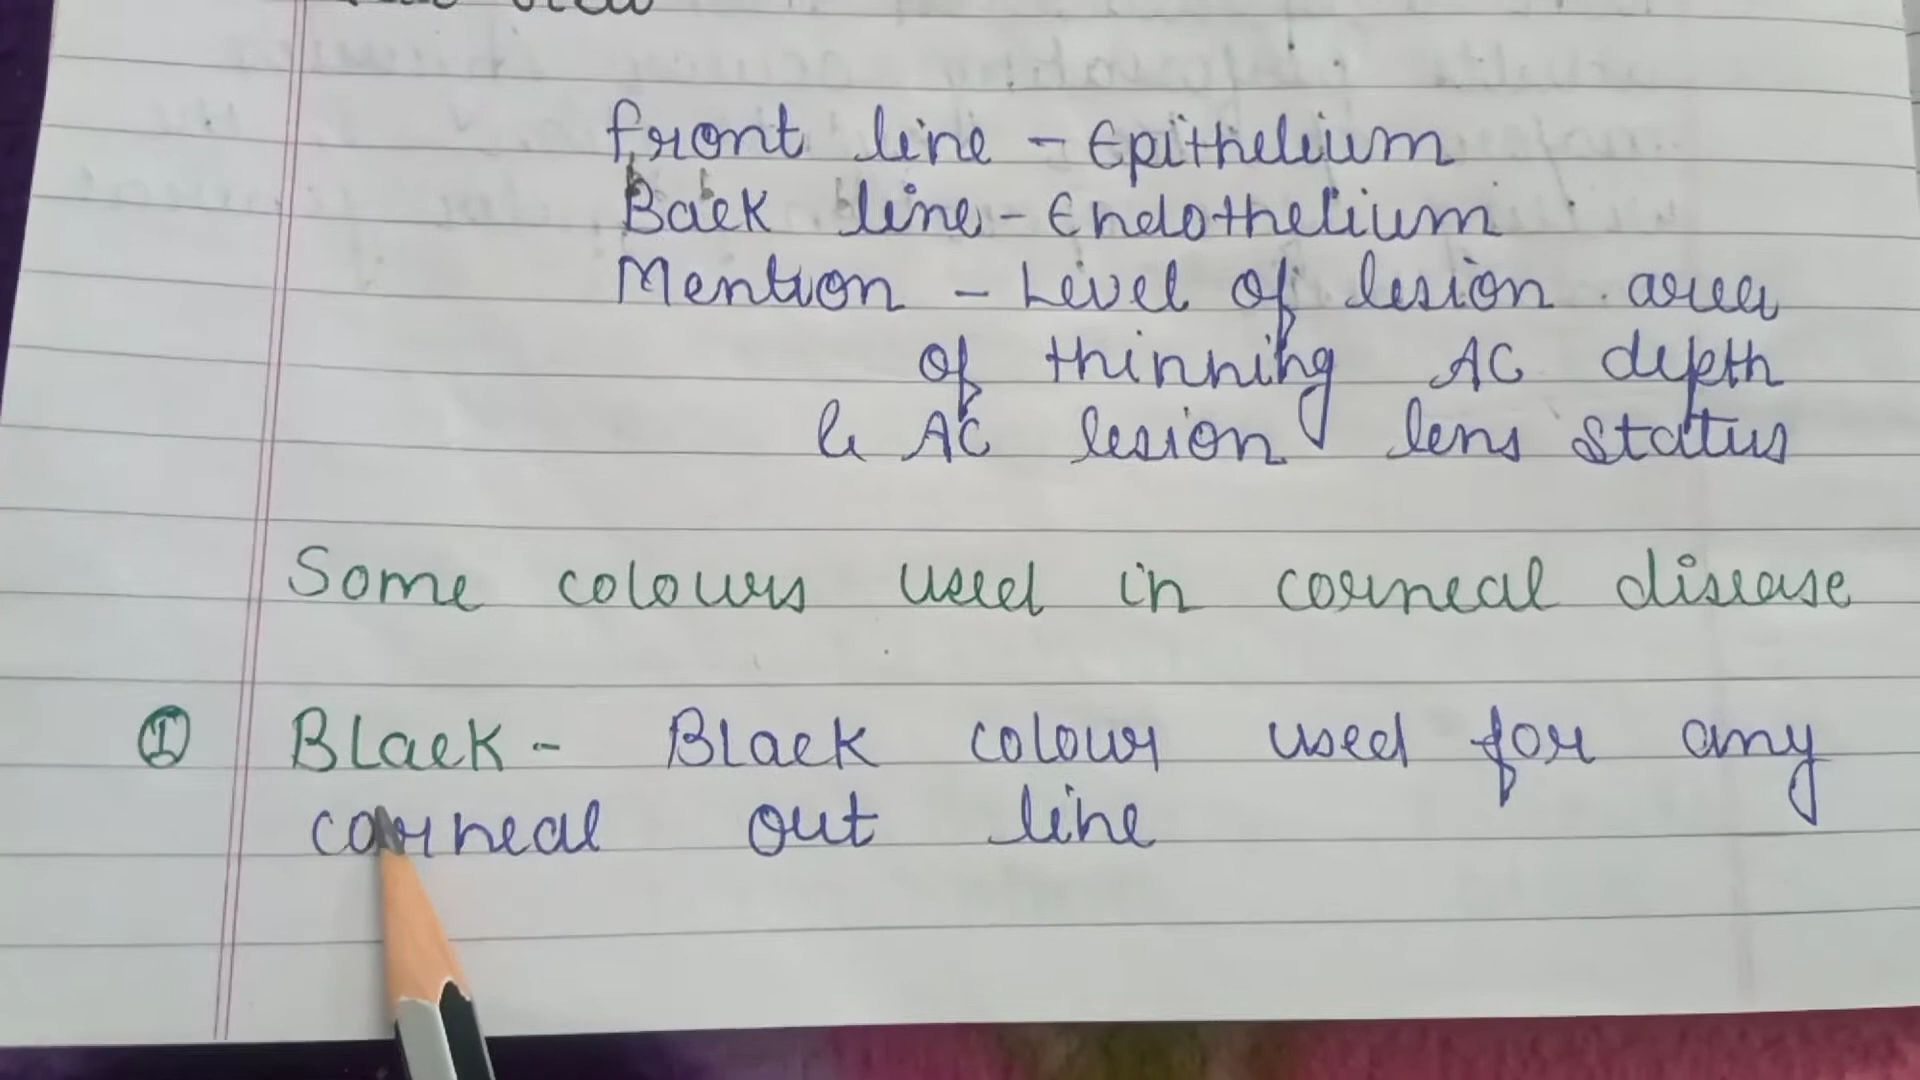 view
Front line - Epithelium
Back line - Endothelium
Mention - Level of lesion area
of thinning AC depth
& AC lesion lens status
Some colours used in corneal disease
① Black - Black colour used for any
corneal out line